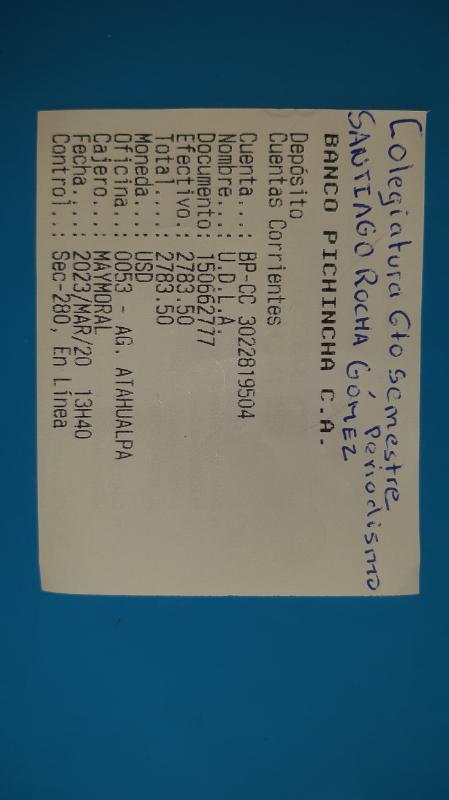 Colegiatura 6to semestre
Periodismo
SANTIAGO ROCHA GÓMEZ
BANCO PICHINCHA C.A.
Depósito
Cuentas Corrientes
Cuenta...: BP-CC 3022819504
Nombre...: U.D.L.A.
Documento: 150662777
Efectivo.: 2783.50
Total....: 2783.50
Moneda...: USD
Oficina..: 0053 - AG. ATAHUALPA
Cajero...: MAYMORAL
Fecha....: 2023/MAR/20 13H40
Control..: Sec-280, En Línea